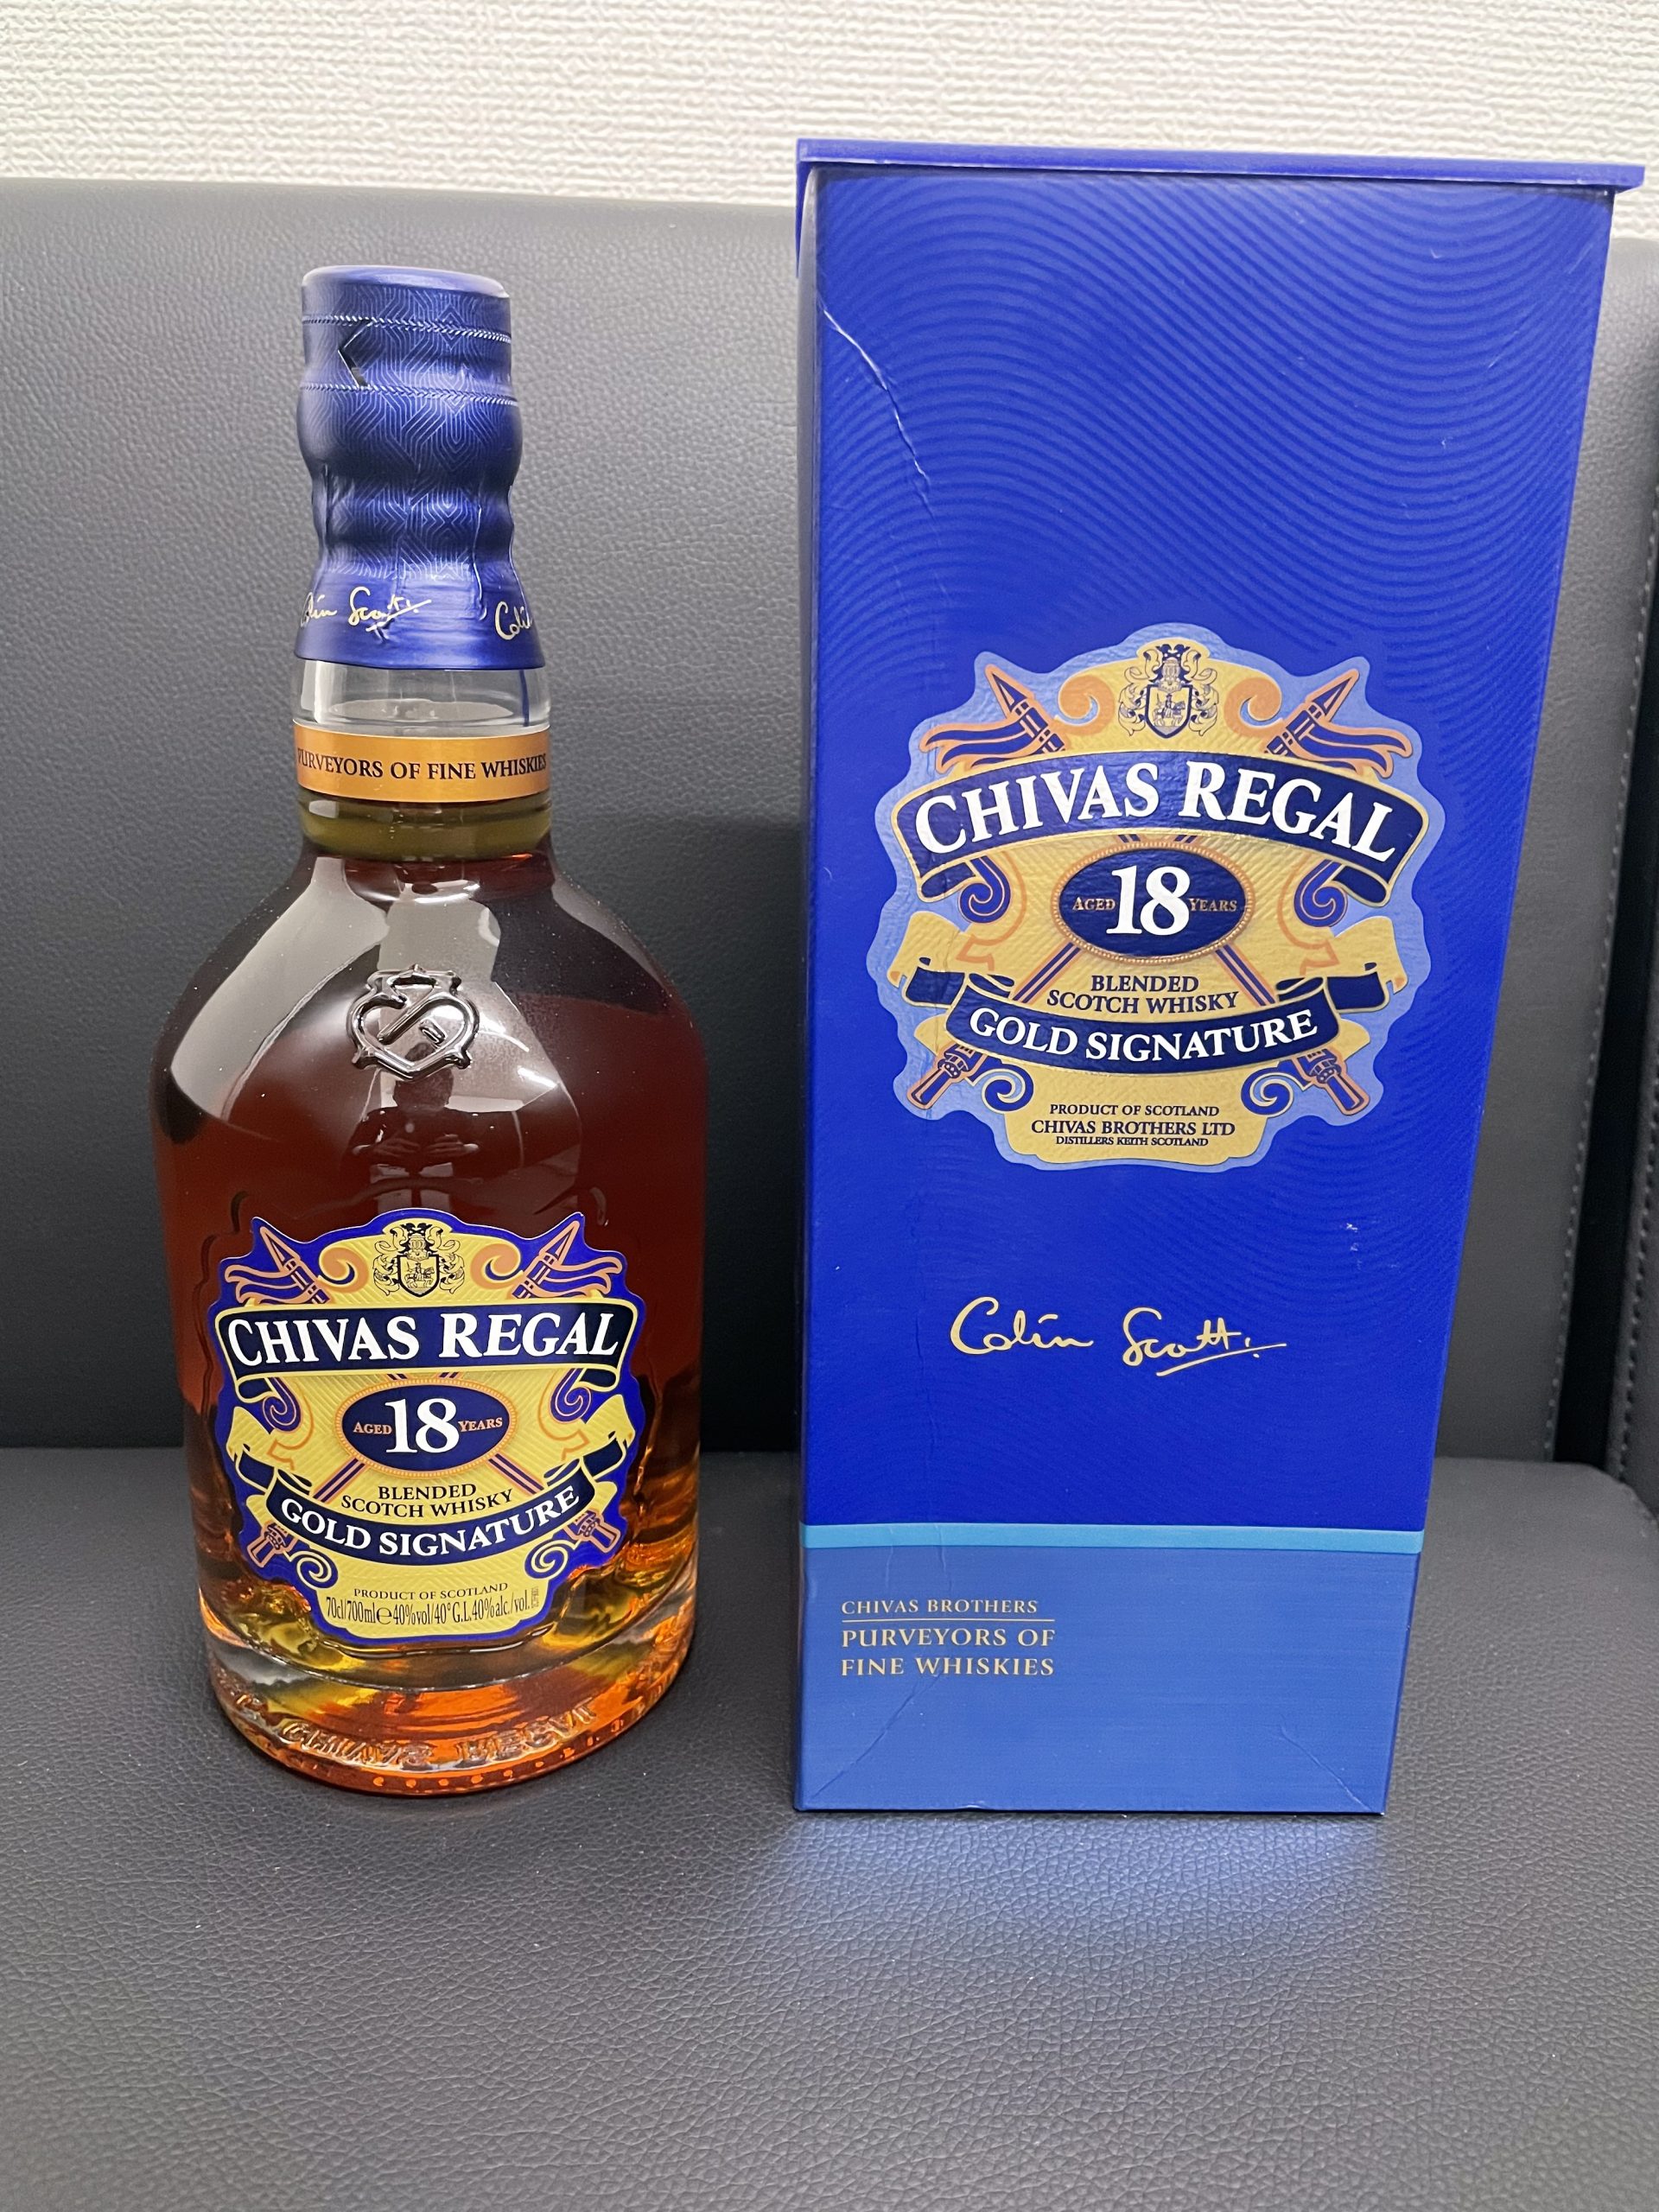 Colin Scott.
PURVEYORS OF FINE WHISKIES
CHIVAS REGAL
AGED 18 YEARS
BLENDED
SCOTCH WHISKY
GOLD SIGNATURE
PRODUCT OF SCOTLAND
70cl/700ml℮40%vol/40°G.L.40%alc./vol.
CHIVAS REGAL
AGED 18 YEARS
BLENDED
SCOTCH WHISKY
GOLD SIGNATURE
PRODUCT OF SCOTLAND
CHIVAS BROTHERS LTD
DISTILLERS KEITH SCOTLAND
Colin Scott.
CHIVAS BROTHERS
PURVEYORS OF
FINE WHISKIES